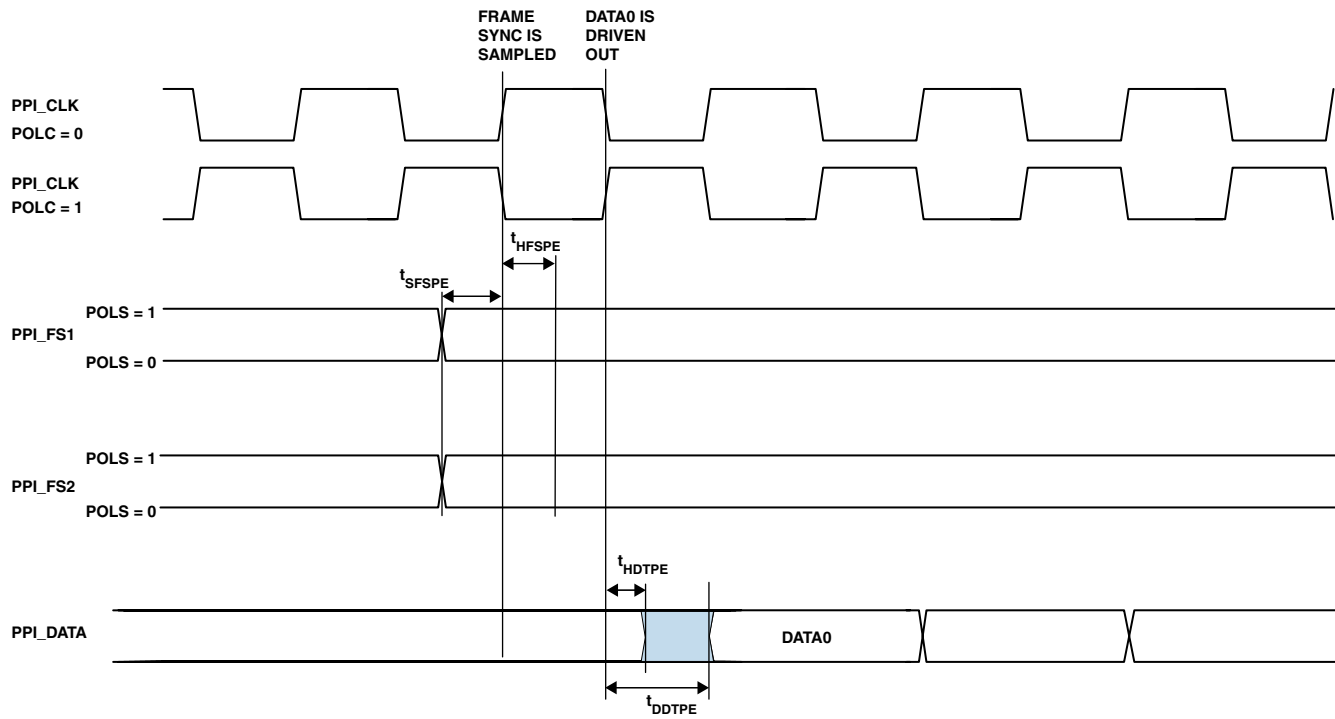 FRAME
SYNC IS
SAMPLED
DATA0 IS
DRIVEN
OUT
PPI_CLK
POLC = 0
PPI_CLK
POLC = 1
tHFSPE
tSFSPE
POLS = 1
PPI_FS1
POLS = 0
POLS = 1
PPI_FS2
POLS = 0
tHDTPE
PPI_DATA
DATA0
tDDTPE